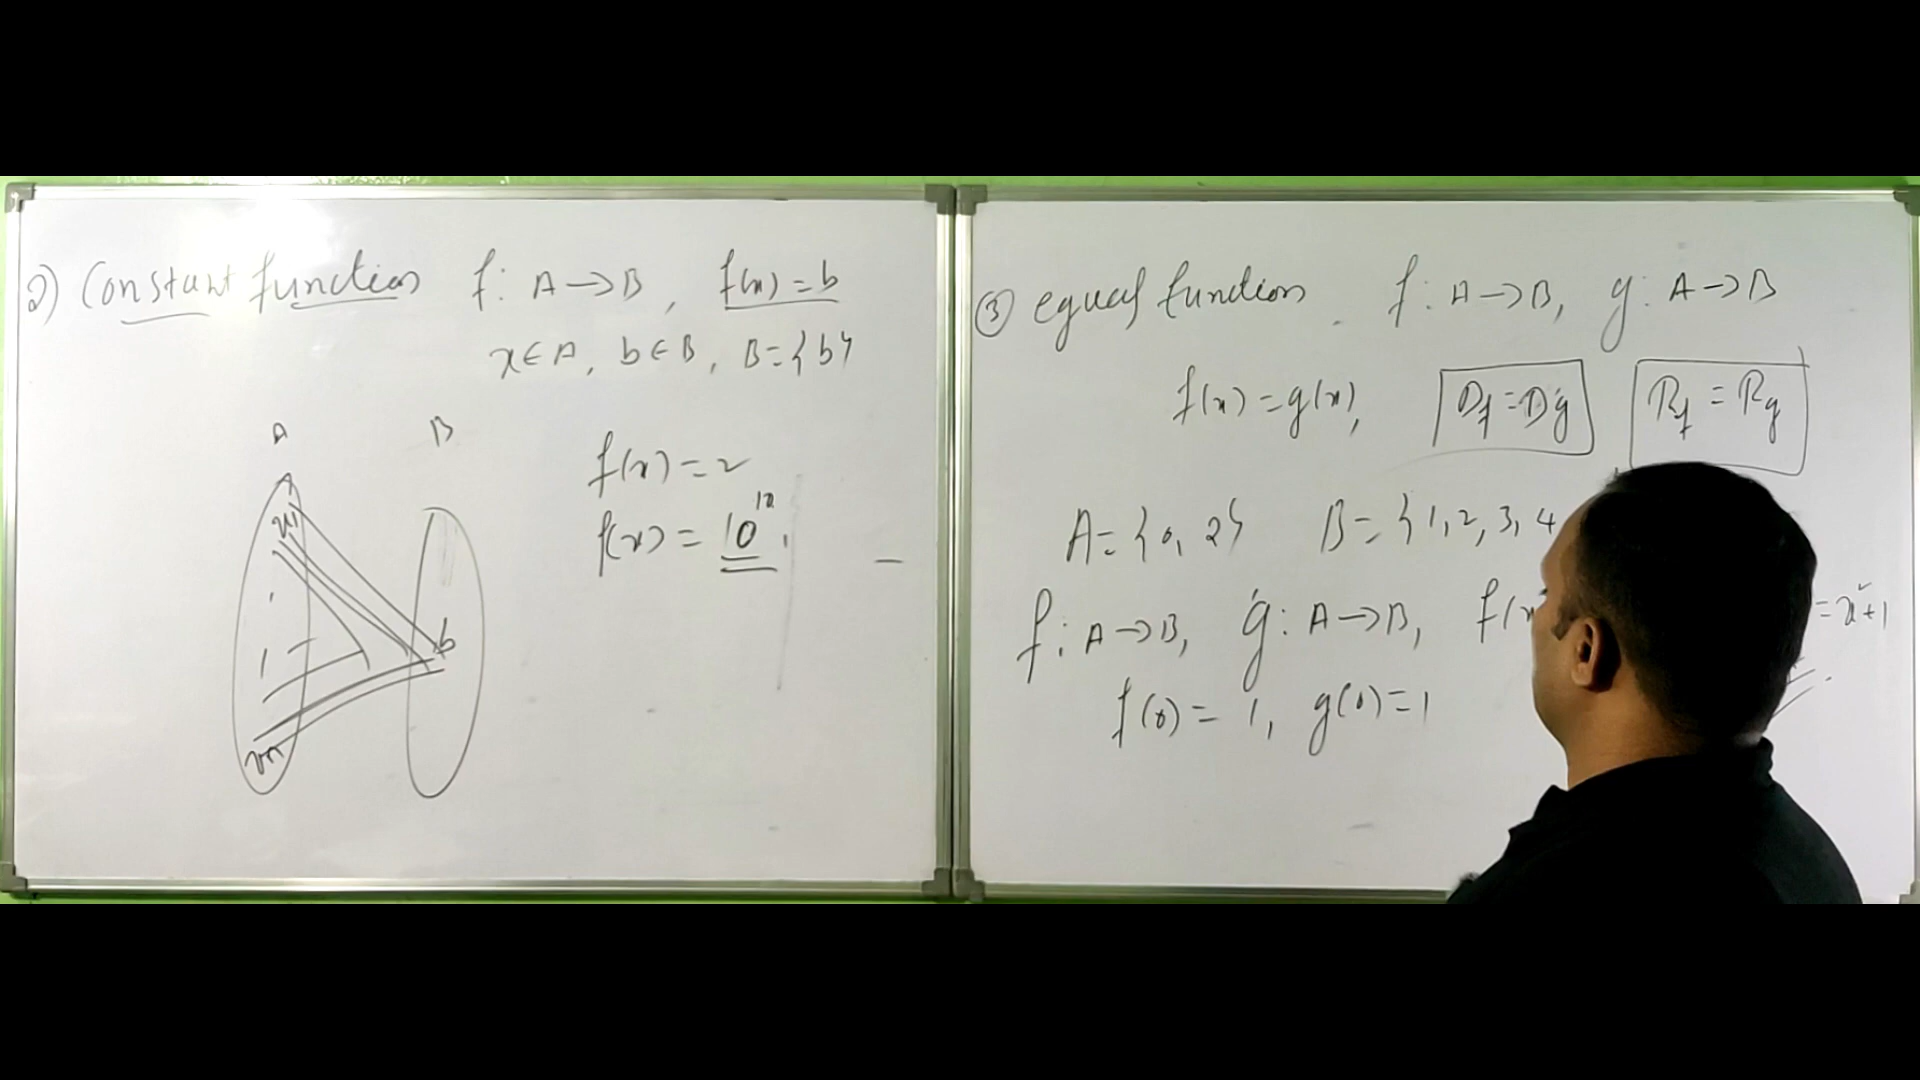 2) Constant function f: A→B, f(x) = b
x∈A, b∈B, B={b}
A B
x1
b
xn
f(x) = 2
f(x) = 10^10
③ equal function f: A→B, g: A→B
f(x) = g(x), Df = Dg Rf = Rg
A = {0, 2} B = {1, 2, 3, 4
f: A→B, g: A→B, f(x = x²+1
f(0) = 1, g(0) = 1